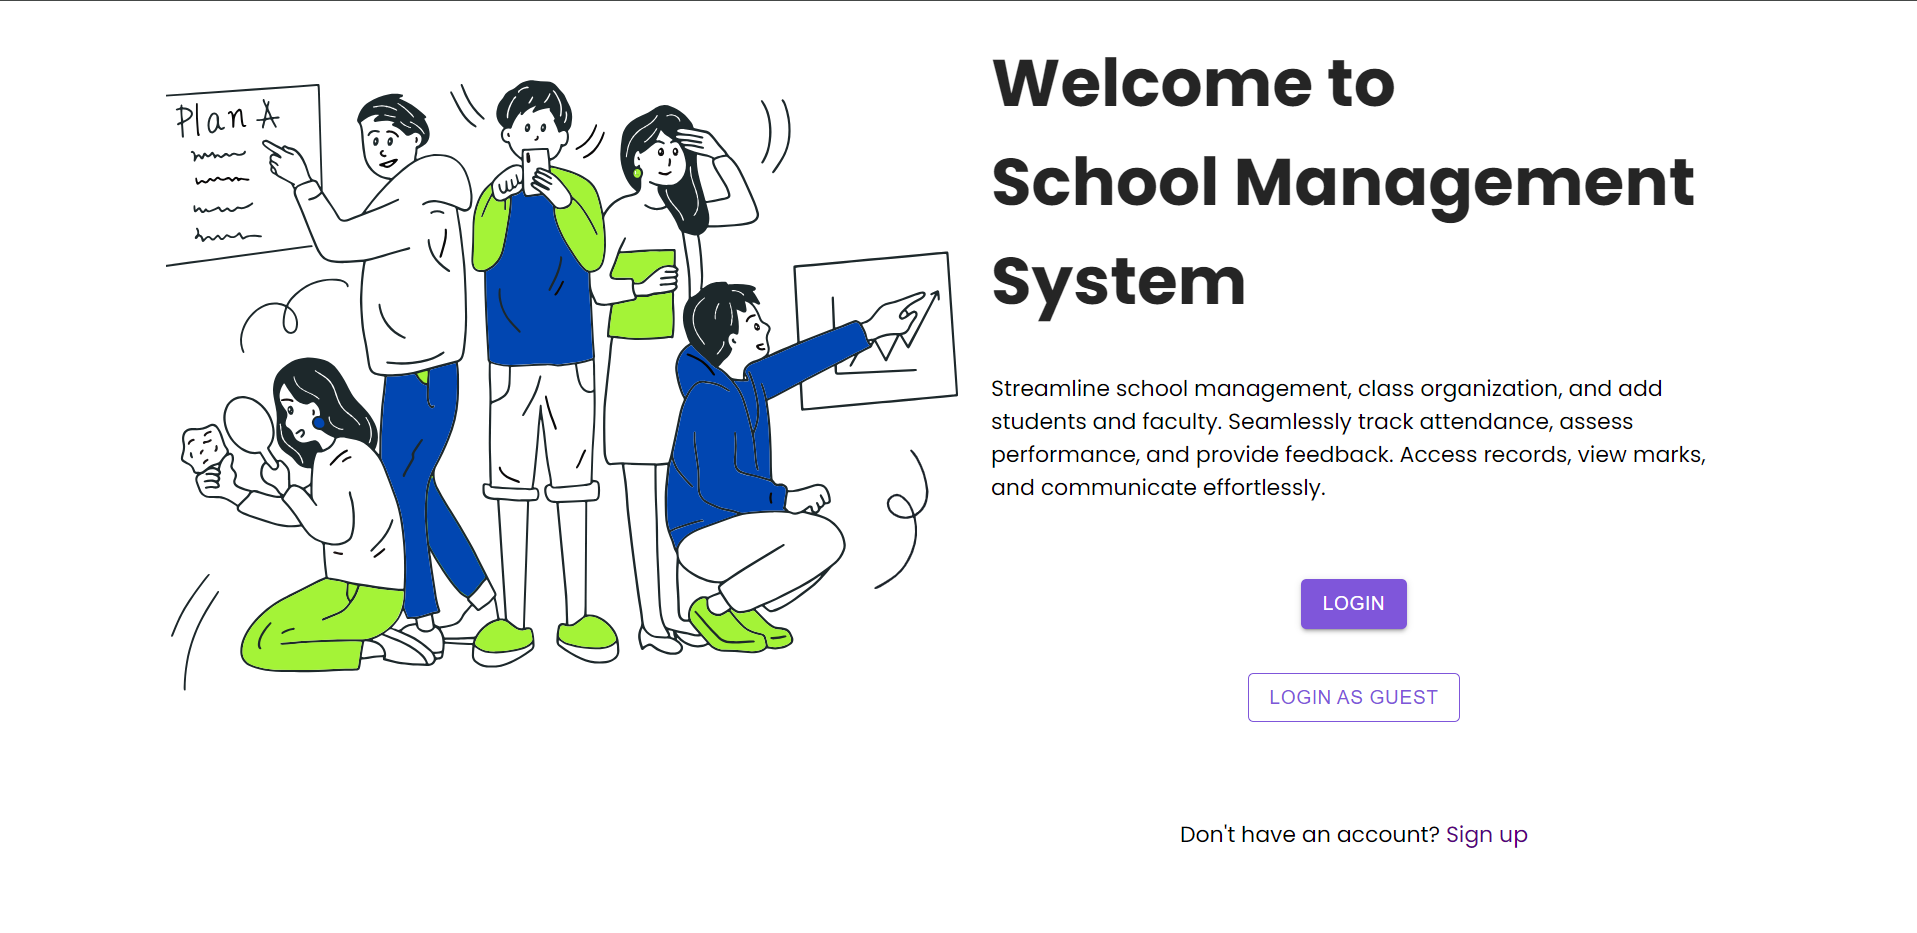 Plan A
Welcome to
School Management
System
Streamline school management, class organization, and add
students and faculty. Seamlessly track attendance, assess
performance, and provide feedback. Access records, view marks,
and communicate effortlessly.
LOGIN
LOGIN AS GUEST
Don't have an account? Sign up